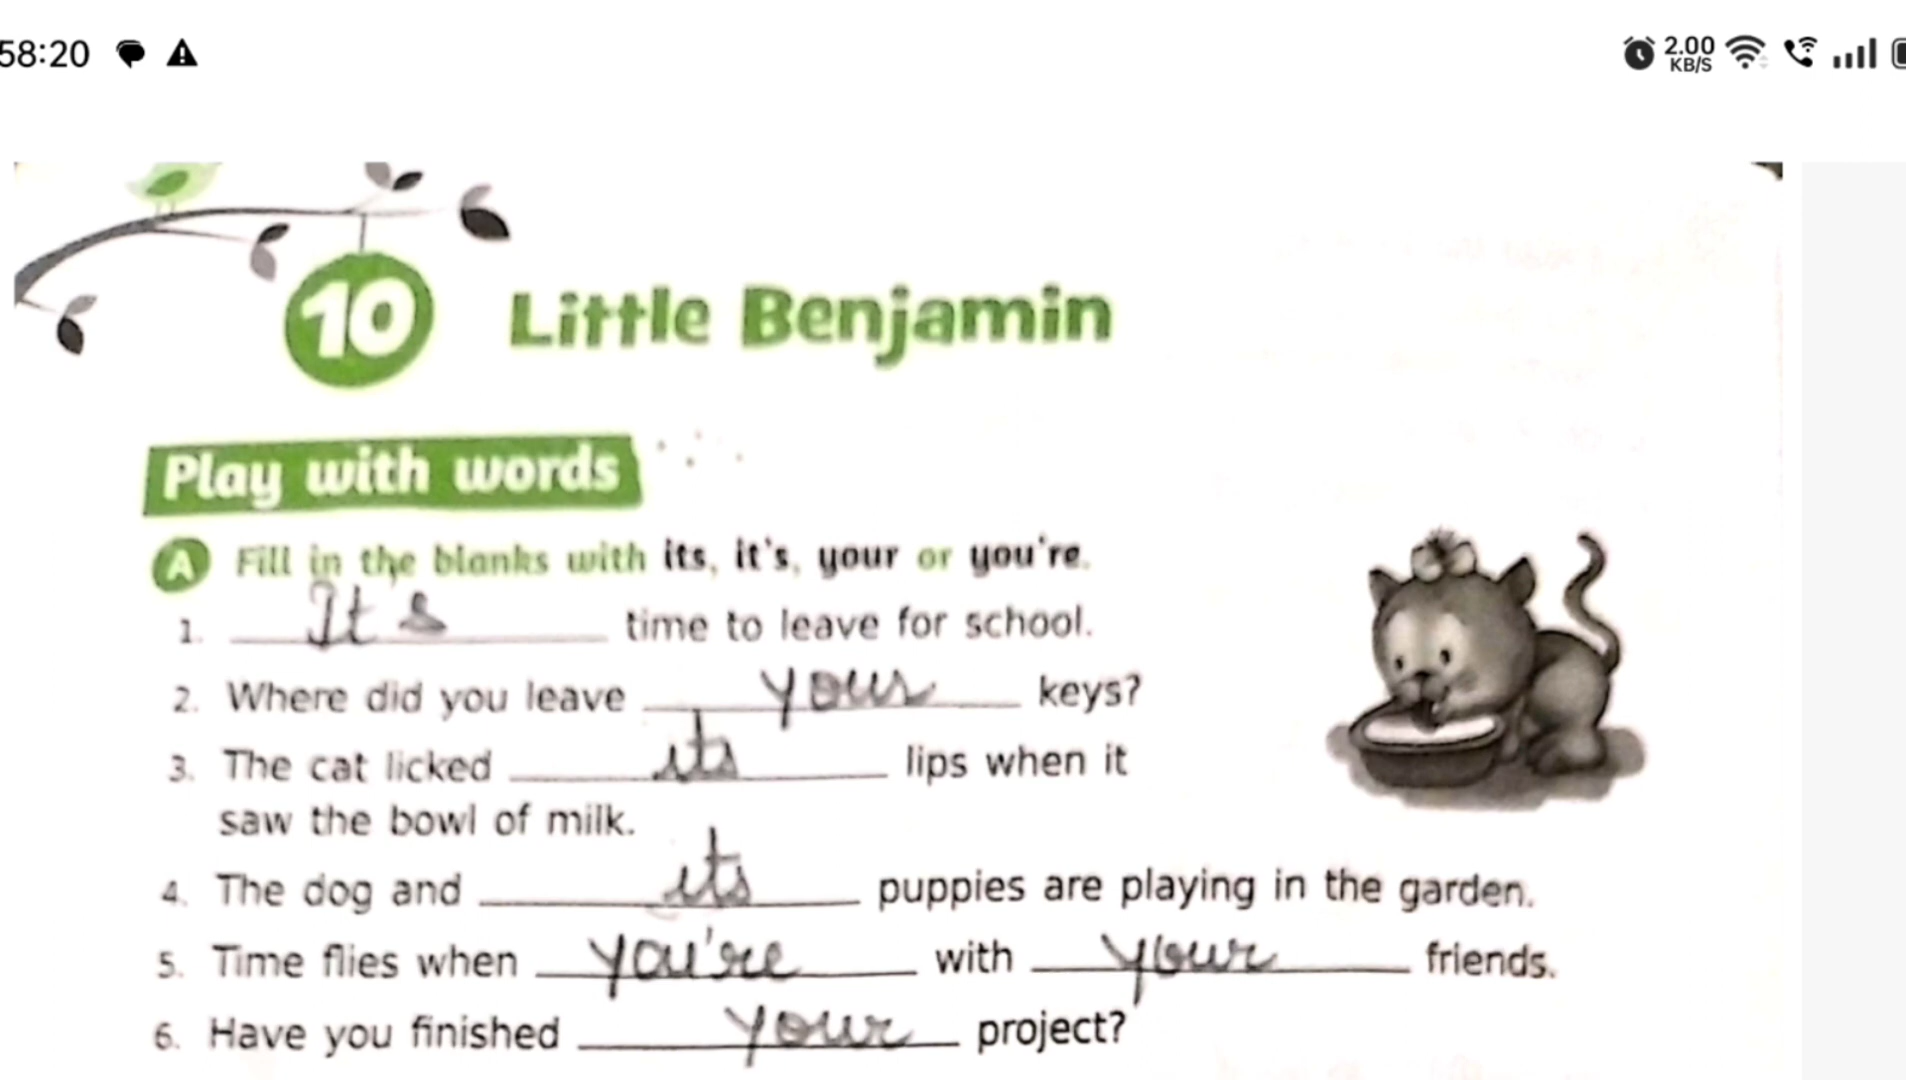 58:20
2.00
KB/S
10 Little Benjamin
Play with words
A Fill in the blanks with its, it's, your or you're.
1. It's time to leave for school.
2. Where did you leave your keys?
3. The cat licked its lips when it
saw the bowl of milk.
4. The dog and its puppies are playing in the garden.
5. Time flies when you're with your friends.
6. Have you finished your project?